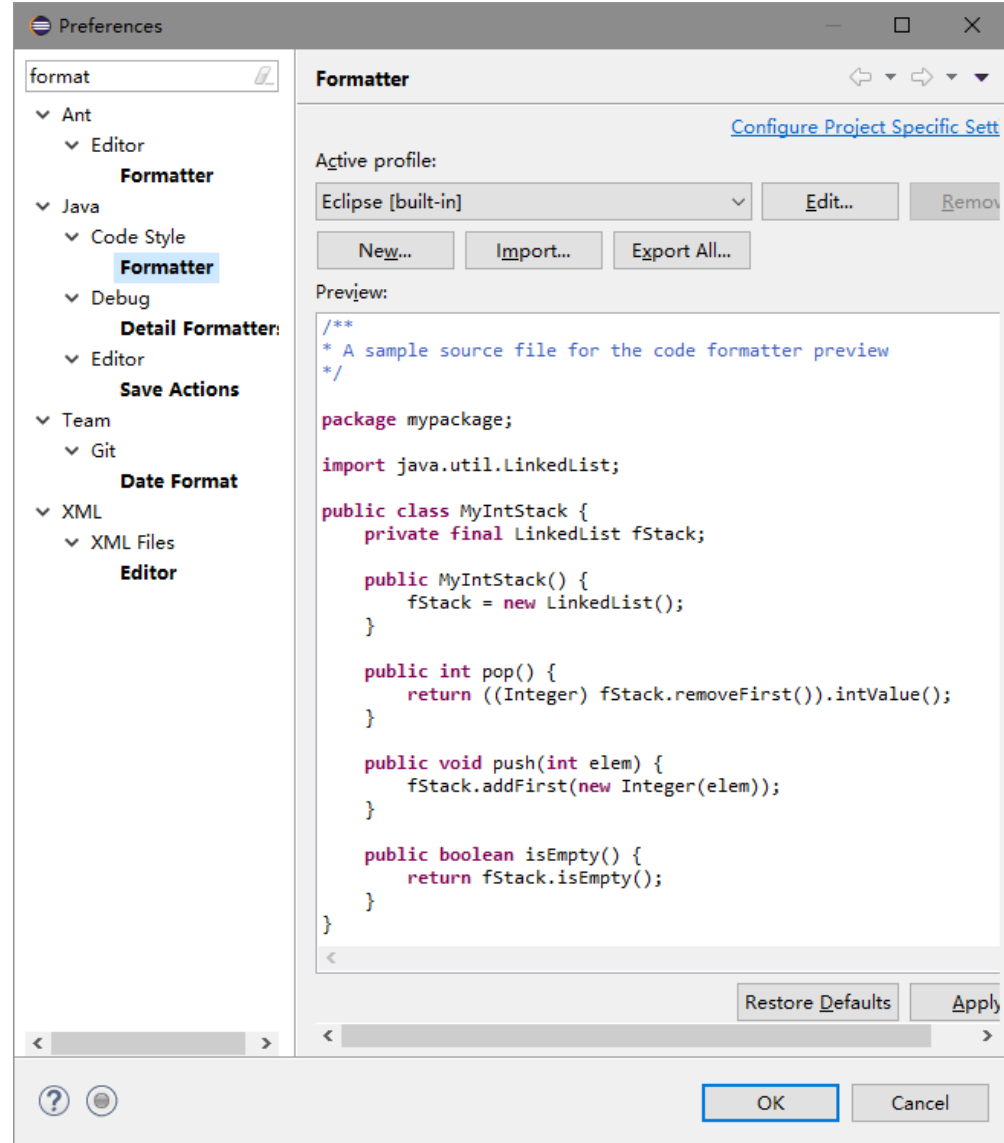 Preferences
format
Ant
Editor
Formatter
Java
Code Style
Formatter
Debug
Detail Formatters
Editor
Save Actions
Team
Git
Date Format
XML
XML Files
Editor
Formatter
Configure Project Specific Sett
Active profile:
Eclipse [built-in]
Edit...
Remov
New...
Import...
Export All...
Preview:
/**
* A sample source file for the code formatter preview
*/
package mypackage;
import java.util.LinkedList;
public class MyIntStack {
    private final LinkedList fStack;
    public MyIntStack() {
        fStack = new LinkedList();
    }
    public int pop() {
        return ((Integer) fStack.removeFirst()).intValue();
    }
    public void push(int elem) {
        fStack.addFirst(new Integer(elem));
    }
    public boolean isEmpty() {
        return fStack.isEmpty();
    }
}
Restore Defaults
Apply
?
OK
Cancel